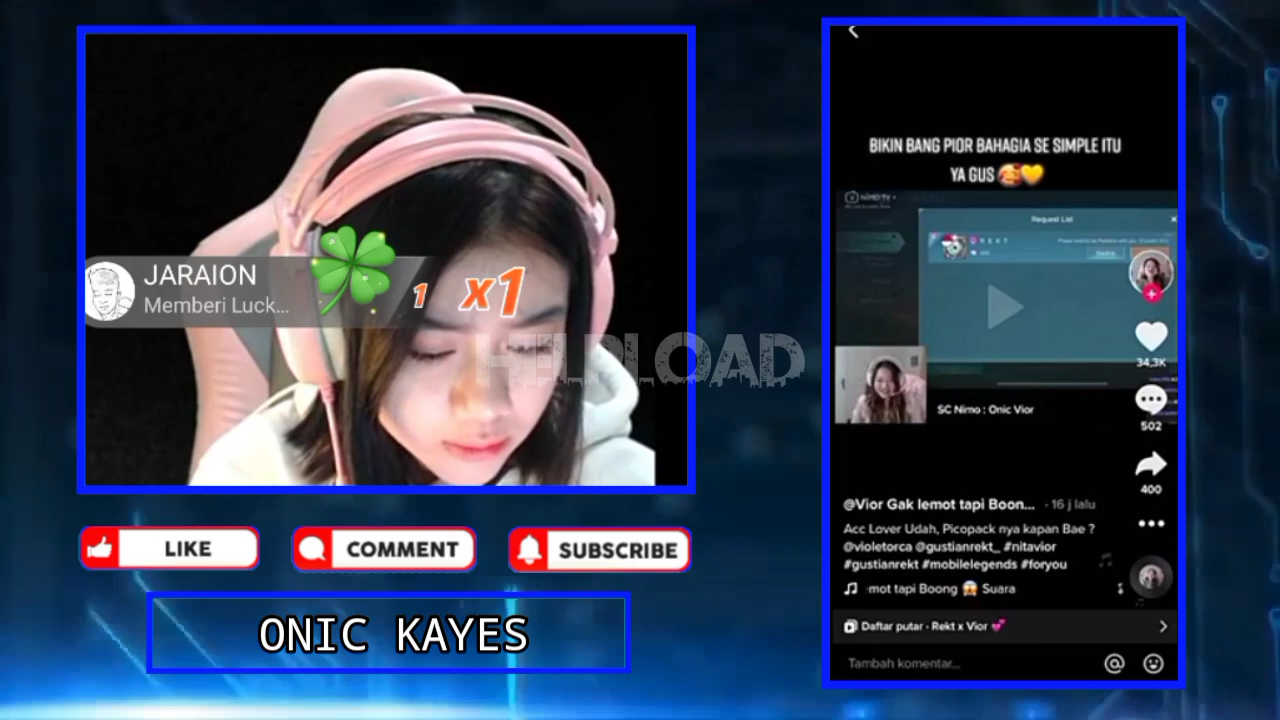 JARAION
Memberi Luck...
1 x1
HELPLOAD
LIKE
COMMENT
SUBSCRIBE
ONIC KAYES
BIKIN BANG PIOR BAHAGIA SE SIMPLE ITU
YA GUS 🥰💛
NIMO TV
Request List
R E K T
34,3K
SC Nimo : Onic Vior
502
400
@Vior Gak lemot tapi Boon... · 16 j lalu
Acc Lover Udah, Picopack nya kapan Bae ?
@violetorca @gustianrekt_ #nitavior
#gustianrekt #mobilelegends #foryou
mot tapi Boong 😱 Suara
Daftar putar · Rekt x Vior 💕
Tambah komentar...